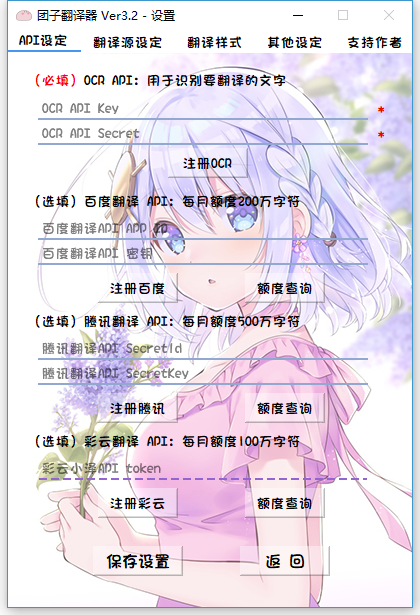 团子翻译器 Ver3.2 - 设置
API设定 翻译源设定 翻译样式 其他设定 支持作者
(必填) OCR API: 用于识别要翻译的文字
OCR API Key *
OCR API Secret *
注册OCR
(选填) 百度翻译 API: 每月额度200万字符
百度翻译API APP ID
百度翻译API 密钥
注册百度 额度查询
(选填) 腾讯翻译 API: 每月额度500万字符
腾讯翻译API SecretId
腾讯翻译API SecretKey
注册腾讯 额度查询
(选填) 彩云翻译 API: 每月额度100万字符
彩云小译API token
注册彩云 额度查询
保存设置 返 回